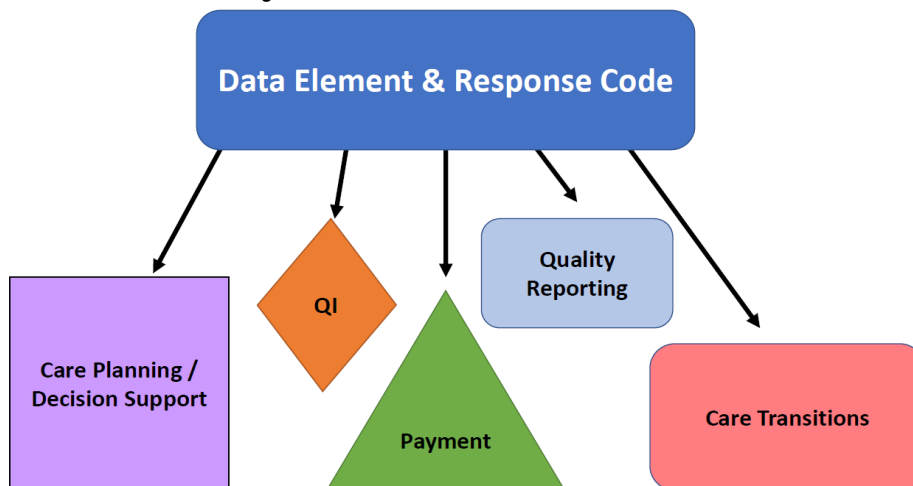 Data Element & Response Code
QI
Quality
Reporting
Care Planning /
Decision Support
Payment
Care Transitions